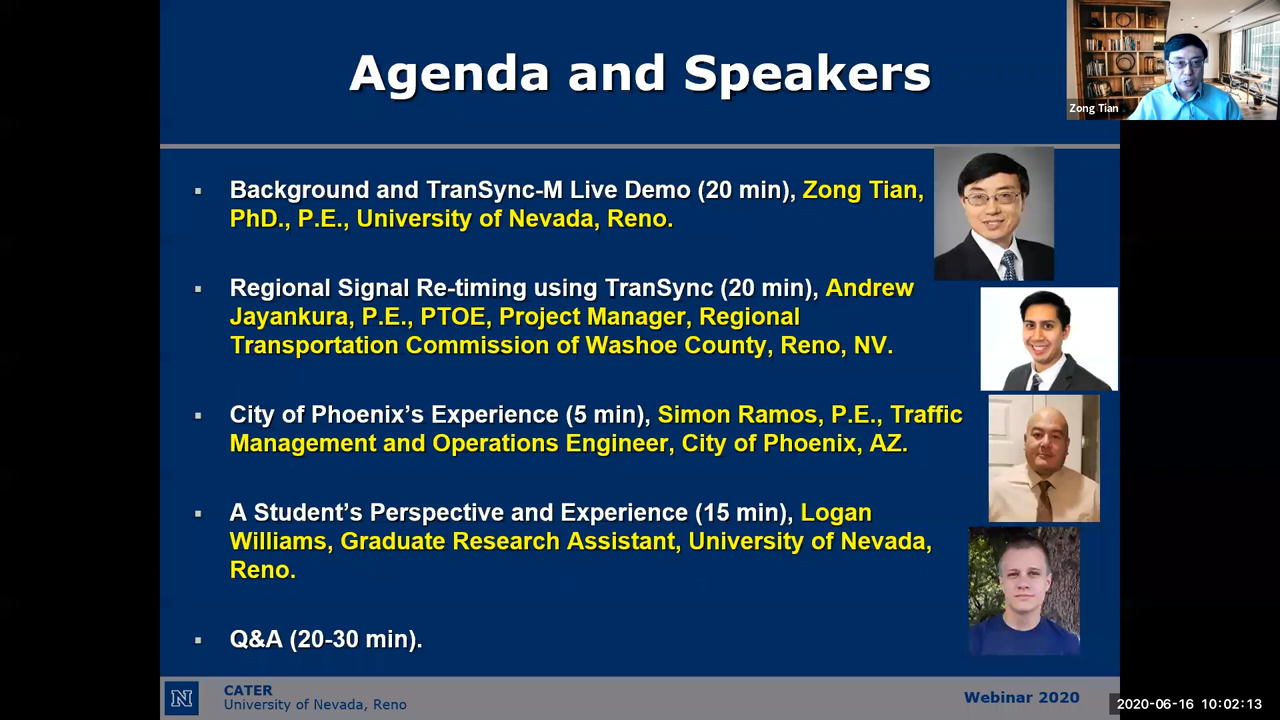 Agenda and Speakers
Zong Tian
▪ Background and TranSync-M Live Demo (20 min), Zong Tian,
PhD., P.E., University of Nevada, Reno.
▪ Regional Signal Re-timing using TranSync (20 min), Andrew
Jayankura, P.E., PTOE, Project Manager, Regional
Transportation Commission of Washoe County, Reno, NV.
▪ City of Phoenix’s Experience (5 min), Simon Ramos, P.E., Traffic
Management and Operations Engineer, City of Phoenix, AZ.
▪ A Student’s Perspective and Experience (15 min), Logan
Williams, Graduate Research Assistant, University of Nevada,
Reno.
▪ Q&A (20-30 min).
N
CATER
University of Nevada, Reno
Webinar 2020
2020-06-16 10:02:13